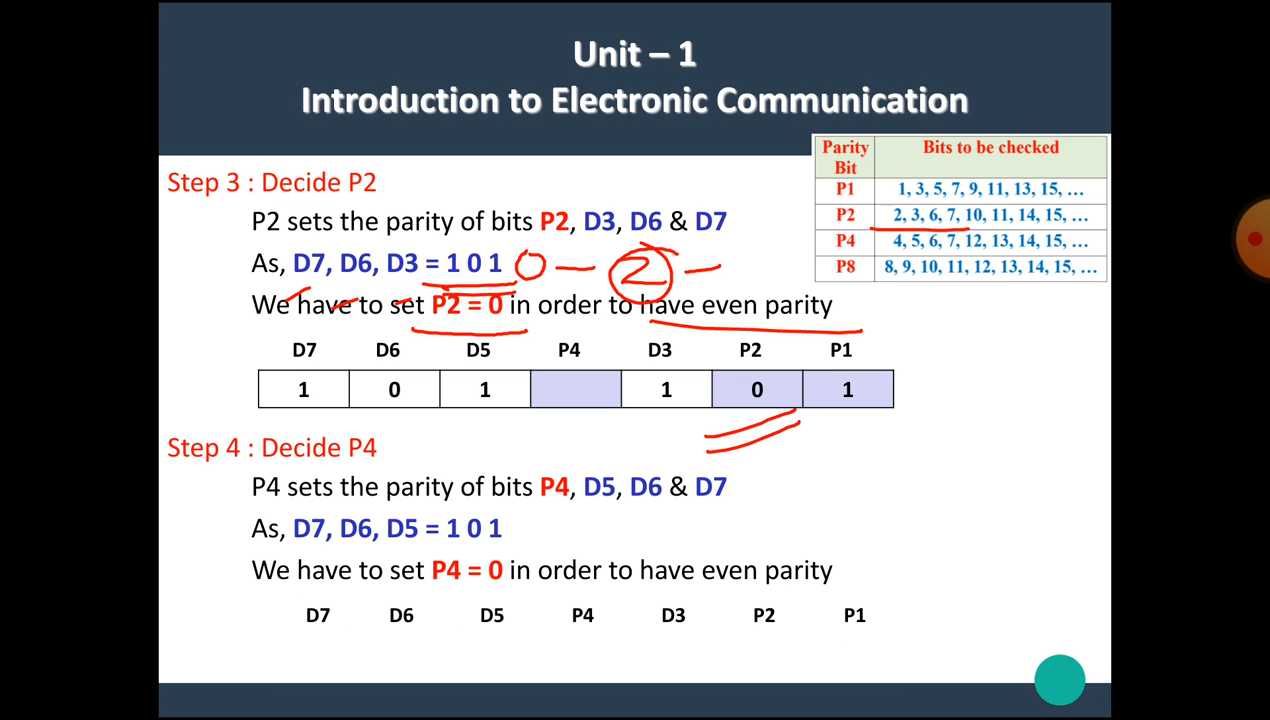 Unit – 1
Introduction to Electronic Communication
Parity Bit | Bits to be checked
P1 | 1, 3, 5, 7, 9, 11, 13, 15, ...
P2 | 2, 3, 6, 7, 10, 11, 14, 15, ...
P4 | 4, 5, 6, 7, 12, 13, 14, 15, ...
P8 | 8, 9, 10, 11, 12, 13, 14, 15, ...
Step 3 : Decide P2
P2 sets the parity of bits P2, D3, D6 & D7
As, D7, D6, D3 = 1 0 1 0 – 2 –
We have to set P2 = 0 in order to have even parity
D7 D6 D5 P4 D3 P2 P1
1 0 1 1 0 1
Step 4 : Decide P4
P4 sets the parity of bits P4, D5, D6 & D7
As, D7, D6, D5 = 1 0 1
We have to set P4 = 0 in order to have even parity
D7 D6 D5 P4 D3 P2 P1